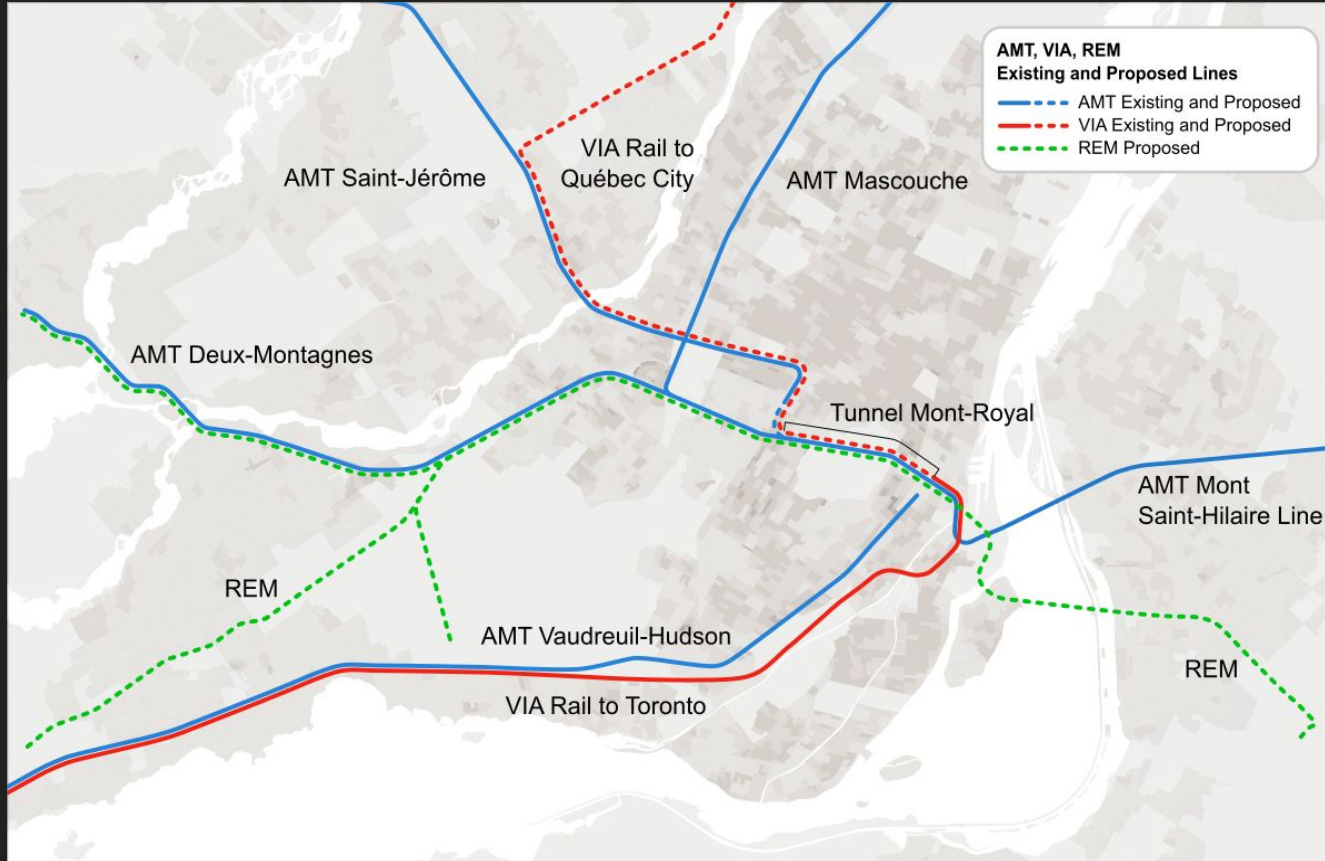 AMT, VIA, REM
Existing and Proposed Lines
AMT Existing and Proposed
VIA Existing and Proposed
REM Proposed
VIA Rail to
Québec City
AMT Saint-Jérôme
AMT Mascouche
AMT Deux-Montagnes
Tunnel Mont-Royal
AMT Mont
Saint-Hilaire Line
REM
AMT Vaudreuil-Hudson
REM
VIA Rail to Toronto